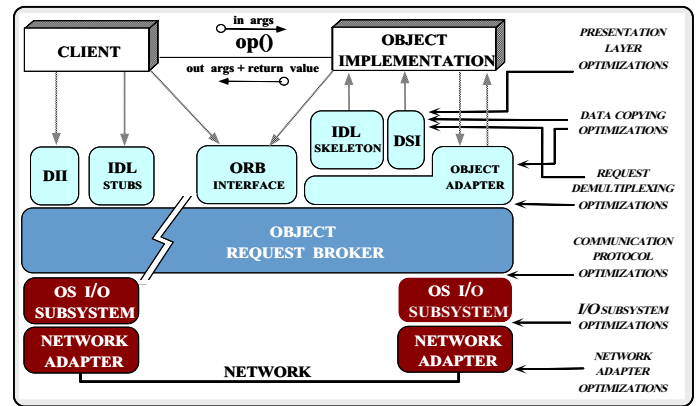 in args
op()
out args + return value
CLIENT
OBJECT
IMPLEMENTATION
PRESENTATION
LAYER
OPTIMIZATIONS
DATA COPYING
OPTIMIZATIONS
DII
IDL
STUBS
ORB
INTERFACE
IDL
SKELETON
DSI
OBJECT
ADAPTER
REQUEST
DEMULTIPLEXING
OPTIMIZATIONS
OBJECT
REQUEST BROKER
COMMUNICATION
PROTOCOL
OPTIMIZATIONS
OS I/O
SUBSYSTEM
OS I/O
SUBSYSTEM
I/O SUBSYSTEM
OPTIMIZATIONS
NETWORK
ADAPTER
NETWORK
NETWORK
ADAPTER
NETWORK
ADAPTER
OPTIMIZATIONS